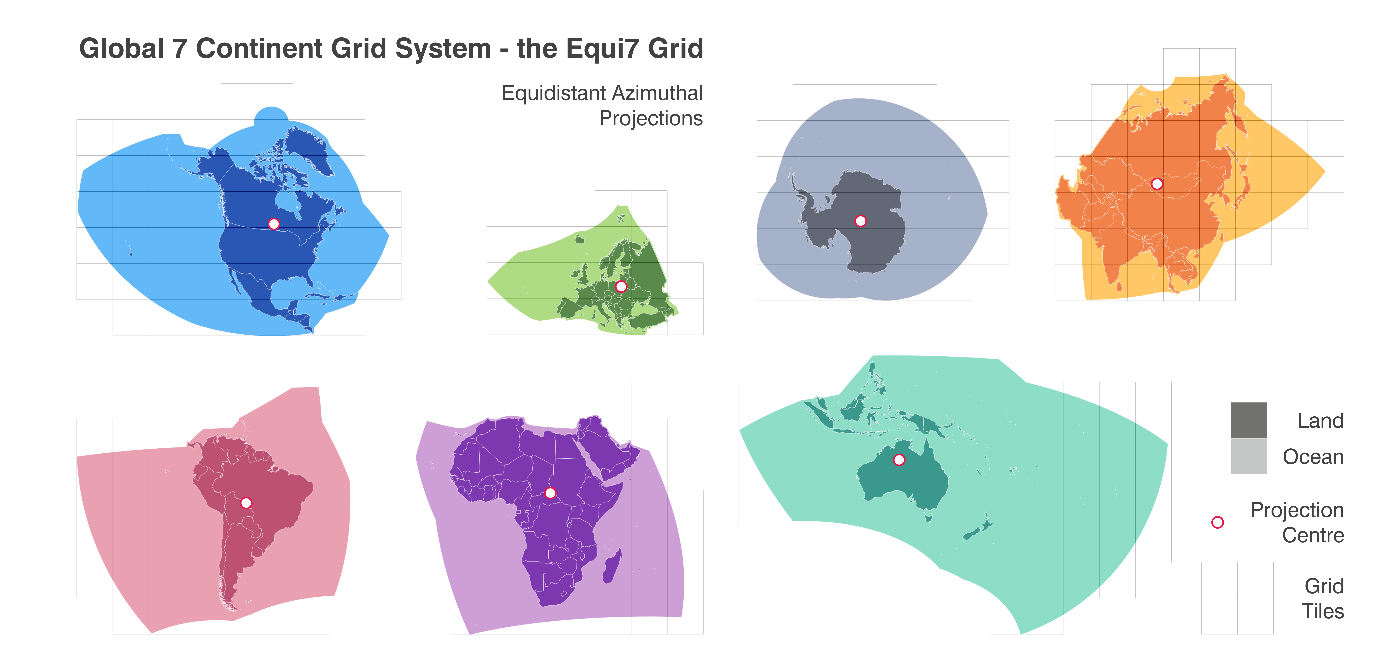 Global 7 Continent Grid System - the Equi7 Grid
Equidistant Azimuthal
Projections
Land
Ocean
Projection
Centre
Grid
Tiles